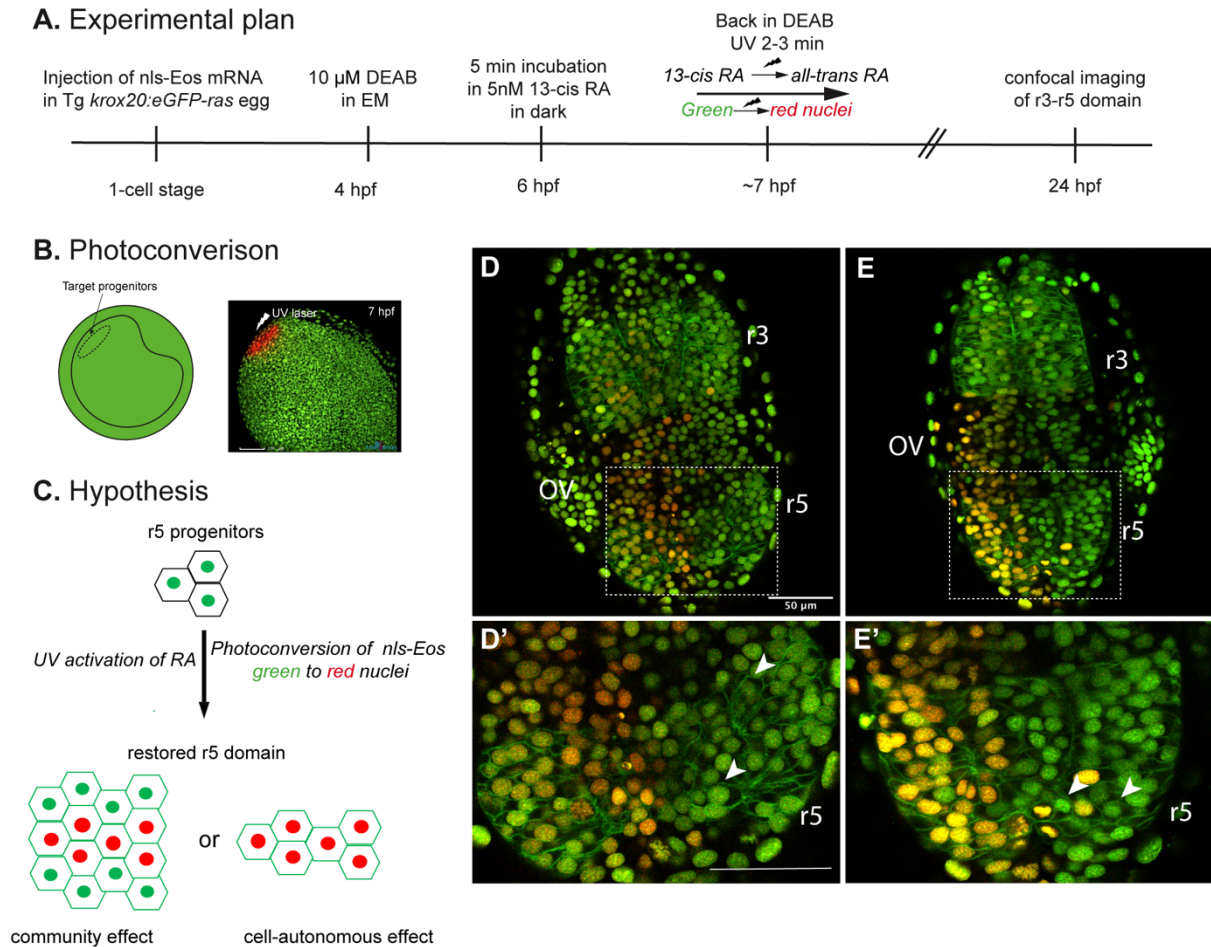 A. Experimental plan
Injection of nls-Eos mRNA
in Tg krox20:eGFP-ras egg
10 µM DEAB
in EM
5 min incubation
in 5nM 13-cis RA
in dark
Back in DEAB
UV 2-3 min
13-cis RA all-trans RA
Green red nuclei
confocal imaging
of r3-r5 domain
1-cell stage
4 hpf
6 hpf
~7 hpf
24 hpf
B. Photoconverison
Target progenitors
UV laser
7 hpf
C. Hypothesis
r5 progenitors
UV activation of RA
Photoconversion of nls-Eos
green to red nuclei
restored r5 domain
or
community effect
cell-autonomous effect
D
r3
OV
r5
50 µm
E
r3
OV
r5
D'
r5
E'
r5